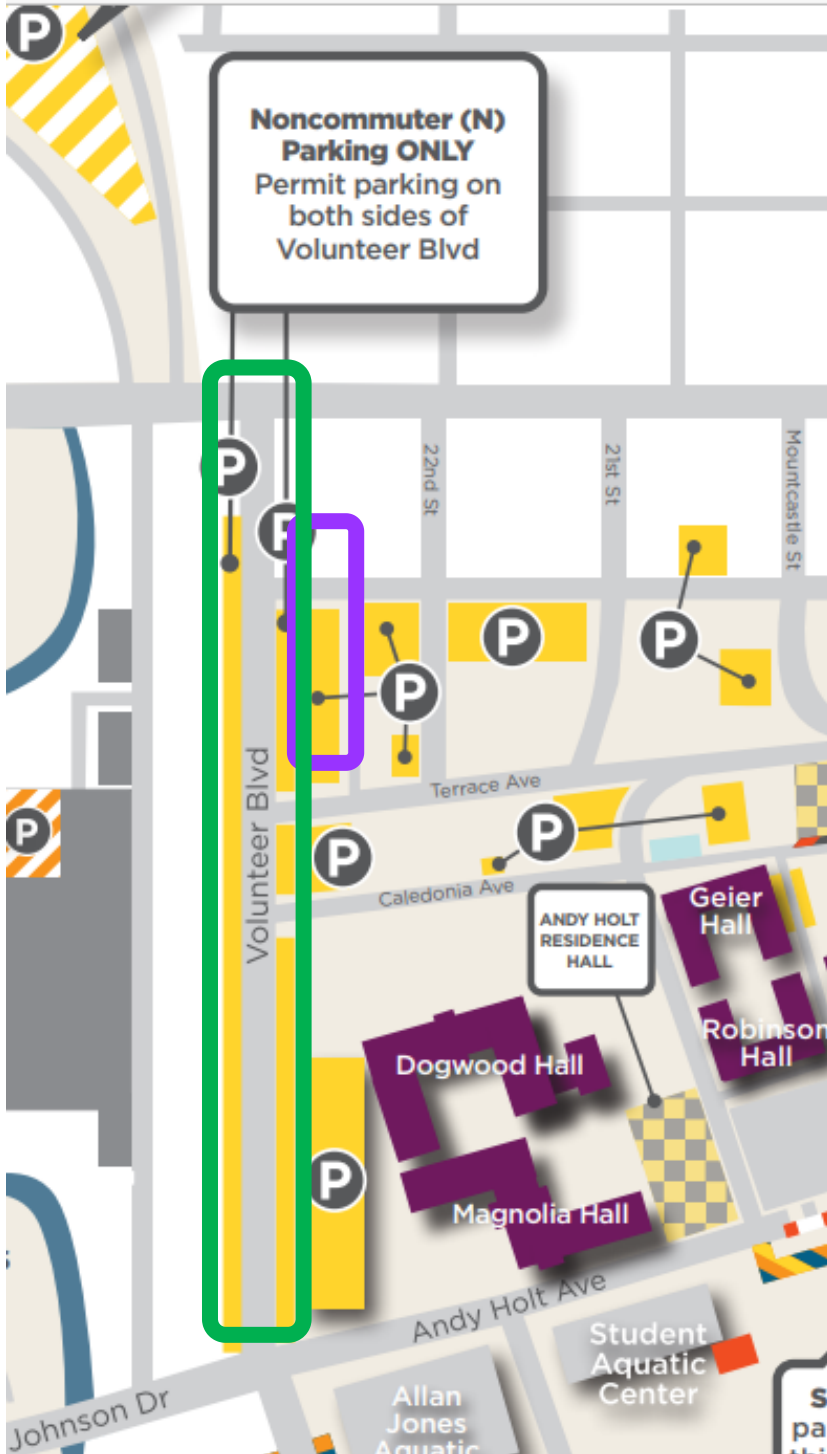 P
Noncommuter (N)
Parking ONLY
Permit parking on
both sides of
Volunteer Blvd
P
P
22nd St
21st St
Mountcastle St
P
P
P
Volunteer Blvd
Terrace Ave
P
P
P
Caledonia Ave
ANDY HOLT
RESIDENCE
HALL
Geier
Hall
Robinson
Hall
Dogwood Hall
P
Magnolia Hall
Andy Holt Ave
Student
Aquatic
Center
Johnson Dr
Allan
Jones
Aquatic
S
pa